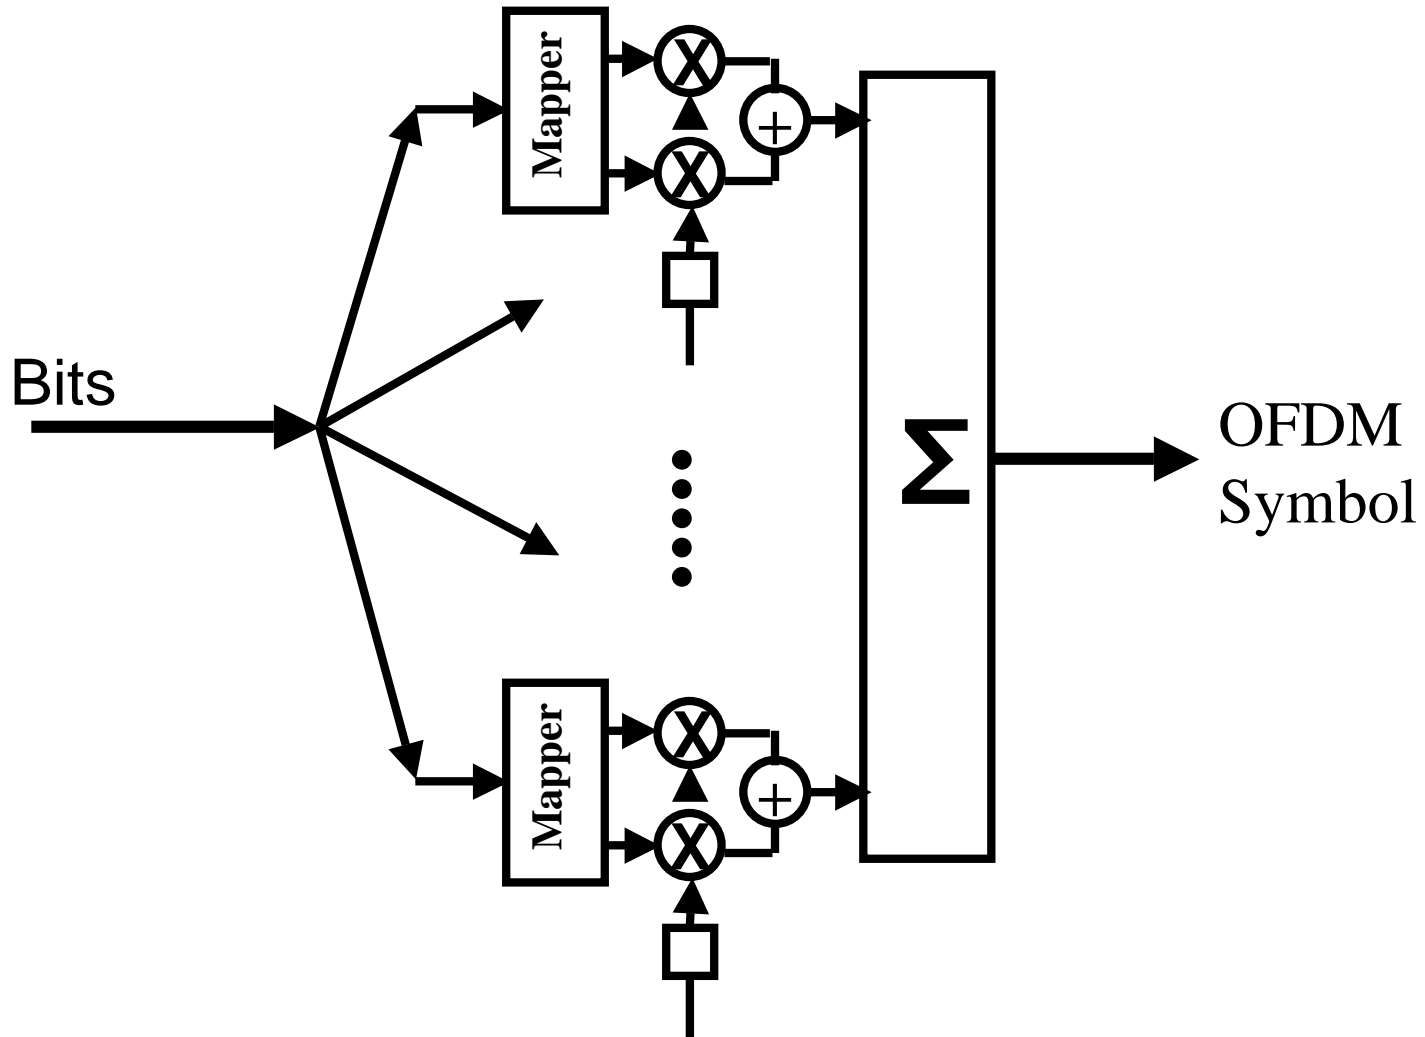 Mapper
X
+
X
Bits
Σ
OFDM
Symbol
Mapper
X
+
X